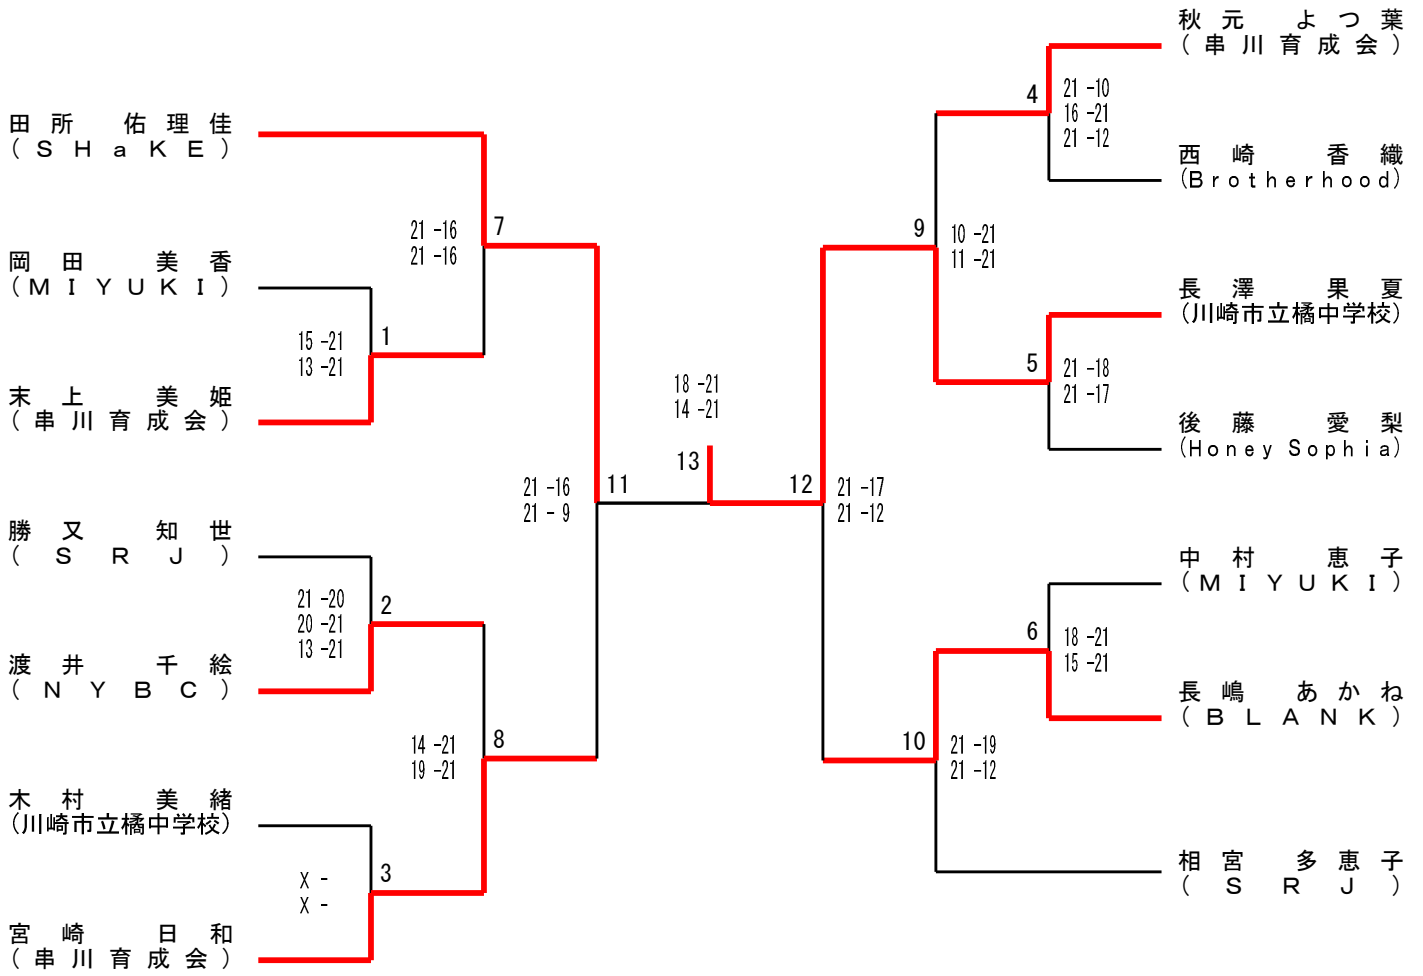 田所 佑理佳
(SHaKE)
岡田 美香
(MIYUKI)
末上 美姫
(串川育成会)
勝又 知世
(SRJ)
渡井 千絵
(NYBC)
木村 美緒
(川崎市立橘中学校)
宮崎 日和
(串川育成会)
15 -21
13 -21
1
21 -20
20 -21
13 -21
2
X -
X -
3
21 -16
21 -16
7
14 -21
19 -21
8
21 -16
21 - 9
11
18 -21
14 -21
13
12
21 -17
21 -12
9
10 -21
11 -21
10
21 -19
21 -12
4
21 -10
16 -21
21 -12
5
21 -18
21 -17
6
18 -21
15 -21
秋元 よつ葉
(串川育成会)
西崎 香織
(Brotherhood)
長澤 果夏
(川崎市立橘中学校)
後藤 愛梨
(Honey Sophia)
中村 恵子
(MIYUKI)
長嶋 あかね
(BLANK)
相宮 多恵子
(SRJ)